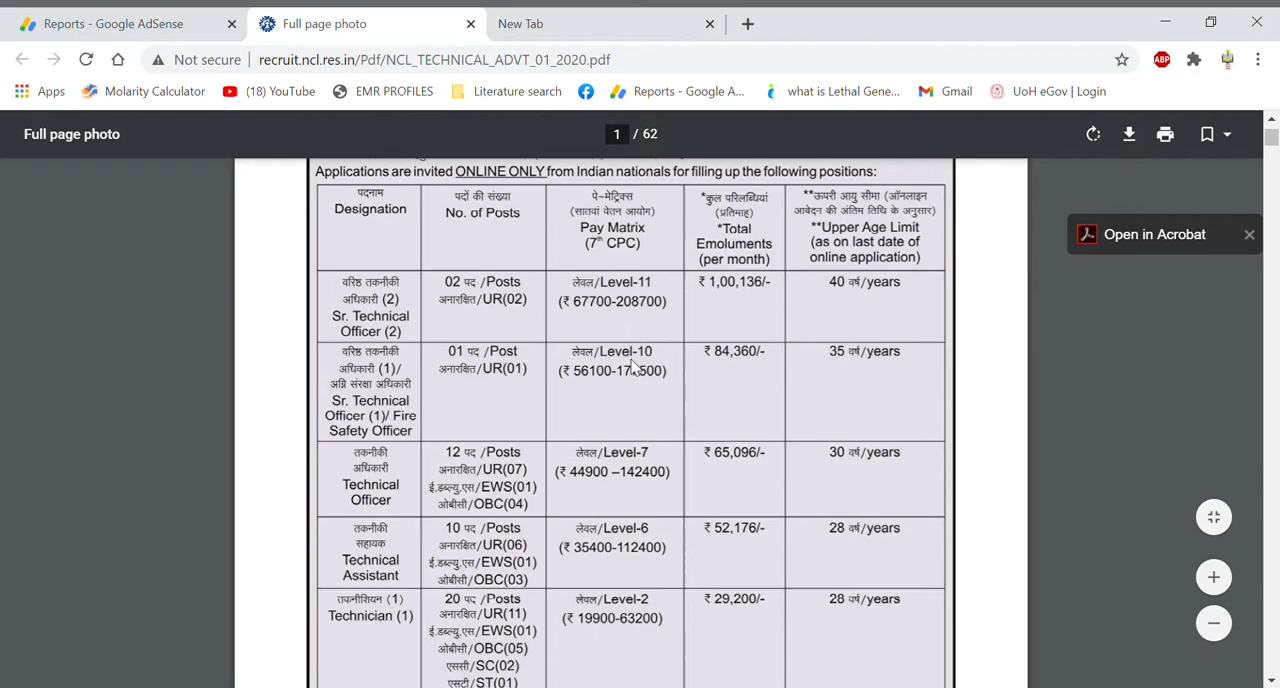 Reports - Google AdSense
Full page photo
New Tab
Not secure
recruit.ncl.res.in/Pdf/NCL_TECHNICAL_ADVT_01_2020.pdf
ABP
Apps
Molarity Calculator
(18) YouTube
EMR PROFILES
Literature search
Reports - Google A...
what is Lethal Gene...
Gmail
UoH eGov | Login
Full page photo
1 / 62
Open in Acrobat
Applications are invited ONLINE ONLY from Indian nationals for filling up the following positions:
पदनाम
Designation
पदों की संख्या
No. of Posts
पे-मेट्रिक्स
(सातवां वेतन आयोग)
Pay Matrix
(7th CPC)
*कुल परिलब्धियां
(प्रतिमाह)
*Total
Emoluments
(per month)
**ऊपरी आयु सीमा (ऑनलाइन
आवेदन की अंतिम तिथि के अनुसार)
**Upper Age Limit
(as on last date of
online application)
वरिष्ठ तकनीकी
अधिकारी (2)
Sr. Technical
Officer (2)
02 पद /Posts
अनारक्षित/UR(02)
लेवल/Level-11
(₹ 67700-208700)
₹ 1,00,136/-
40 वर्ष/years
वरिष्ठ तकनीकी
अधिकारी (1)/
अग्नि संरक्षा अधिकारी
Sr. Technical
Officer (1)/ Fire
Safety Officer
01 पद /Post
अनारक्षित/UR(01)
लेवल/Level-10
(₹ 56100-
₹ 84,360/-
35 वर्ष/years
तकनीकी
अधिकारी
Technical
Officer
12 पद /Posts
अनारक्षित/UR(07)
ई.डब्ल्यु.एस/EWS(01)
ओबीसी/OBC(04)
लेवल/Level-7
(₹ 44900 –142400)
₹ 65,096/-
30 वर्ष/years
तकनीकी
सहायक
Technical
Assistant
10 पद /Posts
अनारक्षित/UR(06)
ई.डब्ल्यु.एस/EWS(01)
ओबीसी/OBC(03)
लेवल/Level-6
(₹ 35400-112400)
₹ 52,176/-
28 वर्ष/years
तकनीशियन (1)
Technician (1)
20 पद /Posts
अनारक्षित/UR(11)
ई.डब्ल्यु.एस/EWS(01)
ओबीसी/OBC(05)
एससी/SC(02)
एसटी/ST(01)
लेवल/Level-2
(₹ 19900-63200)
₹ 29,200/-
28 वर्ष/years